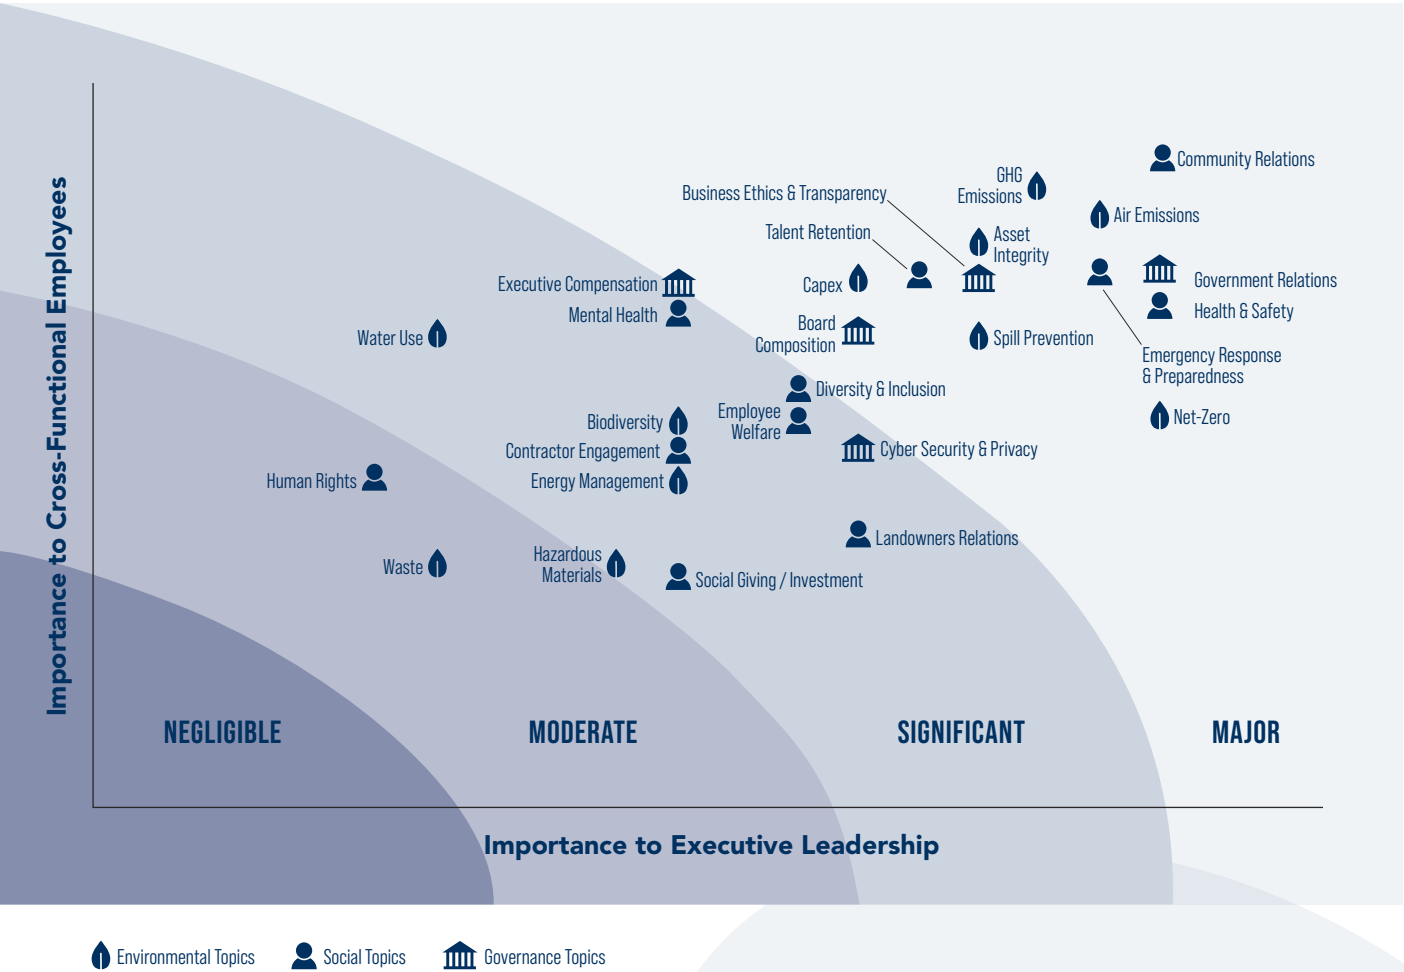 Community Relations
GHG
Emissions
Business Ethics & Transparency
Air Emissions
Talent Retention
Asset
Integrity
Executive Compensation
Capex
Government Relations
Mental Health
Health & Safety
Board
Composition
Water Use
Spill Prevention
Emergency Response
& Preparedness
Diversity & Inclusion
Employee
Welfare
Net-Zero
Biodiversity
Contractor Engagement
Cyber Security & Privacy
Human Rights
Energy Management
Landowners Relations
Waste
Hazardous
Materials
Social Giving / Investment
Importance to Cross-Functional Employees
NEGLIGIBLE
MODERATE
SIGNIFICANT
MAJOR
Importance to Executive Leadership
Environmental Topics
Social Topics
Governance Topics